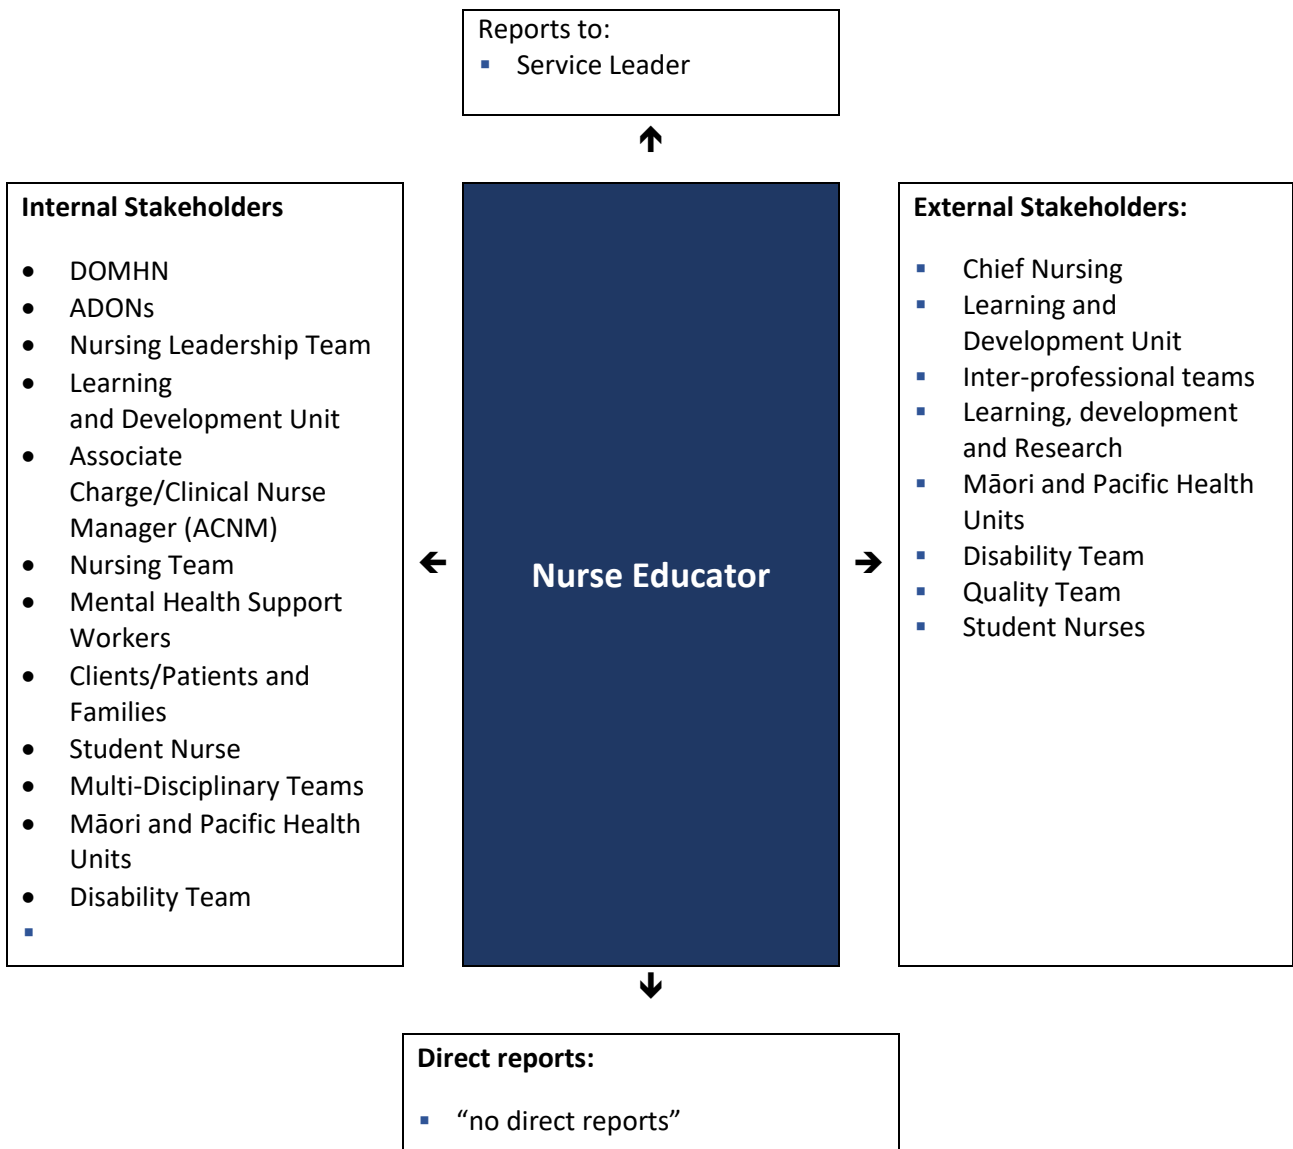 Reports to:
▪ Service Leader
Internal Stakeholders
• DOMHN
• ADONs
• Nursing Leadership Team
• Learning
and Development Unit
• Associate
Charge/Clinical Nurse
Manager (ACNM)
• Nursing Team
• Mental Health Support
Workers
• Clients/Patients and
Families
• Student Nurse
• Multi-Disciplinary Teams
• Māori and Pacific Health
Units
• Disability Team
▪
Nurse Educator
External Stakeholders:
▪ Chief Nursing
▪ Learning and
Development Unit
▪ Inter-professional teams
▪ Learning, development
and Research
▪ Māori and Pacific Health
Units
▪ Disability Team
▪ Quality Team
▪ Student Nurses
Direct reports:
▪ “no direct reports”